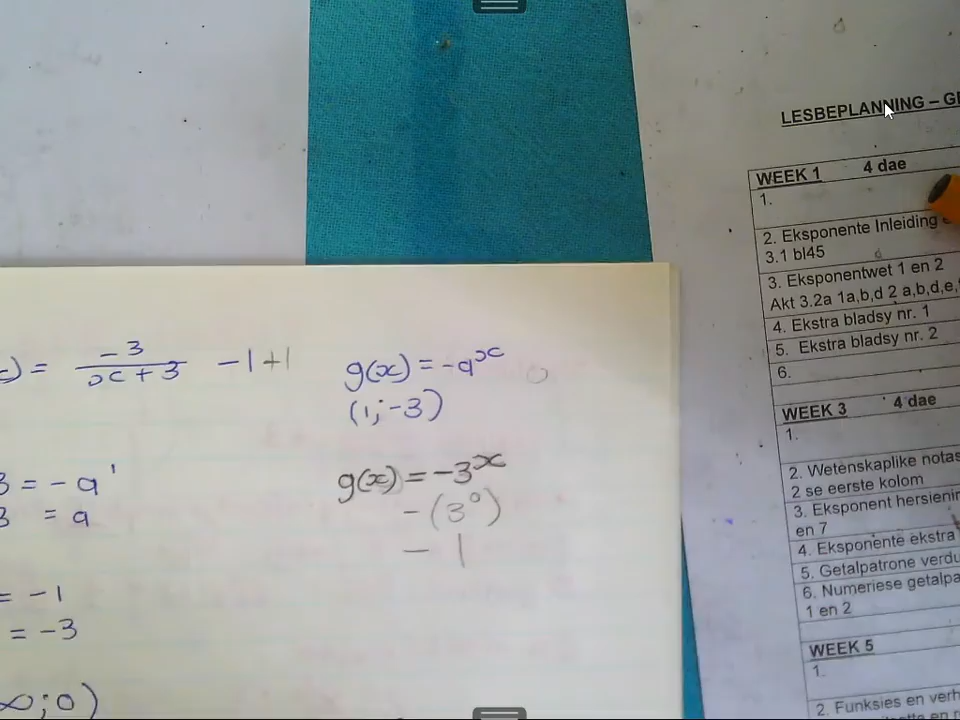 = -3/(x+3) -1+1
3 = -a¹
3 = a
= -1
= -3
∞;0)
g(x) = -a^x
(1;-3)
g(x) = -3^x
-(3⁰)
- 1
LESBEPLANNING –
WEEK 1 4 dae
1.
2. Eksponente Inleiding
3.1 bl45
3. Eksponentwet 1 en 2
Akt 3.2a 1a,b,d 2 a,b,d,e,
4. Ekstra bladsy nr. 1
5. Ekstra bladsy nr. 2
6.
WEEK 3 4 dae
1.
2. Wetenskaplike notas
2 se eerste kolom
3. Eksponent
en 7
4. Eksponente ekstra
5. Getalpatrone
6. Numeriese
1 en 2
WEEK 5
1.
2. Funksies en